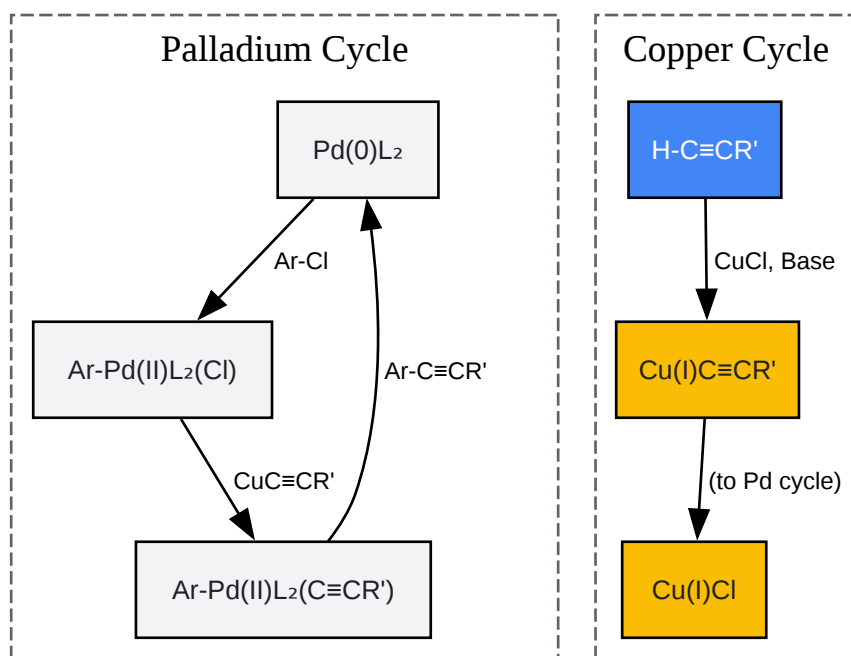 Palladium Cycle
Pd(0)L₂
Ar-Cl
Ar-Pd(II)L₂(Cl)
Ar-C≡CR'
CuC≡CR'
Ar-Pd(II)L₂(C≡CR')
Copper Cycle
H-C≡CR'
CuCl, Base
Cu(I)C≡CR'
(to Pd cycle)
Cu(I)Cl